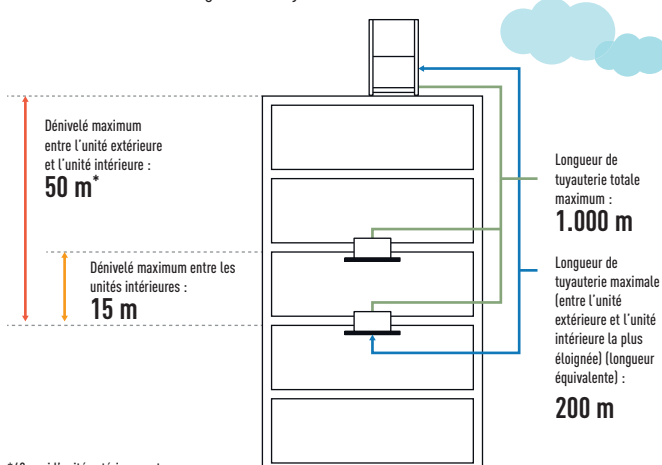 Dénivelé maximum
entre l'unité extérieure
et l'unité intérieure :
50 m*
Dénivelé maximum entre les
unités intérieures :
15 m
Longueur de
tuyauterie totale
maximum :
1.000 m
Longueur de
tuyauterie maximale
(entre l'unité
extérieure et l'unité
intérieure la plus
éloignée) (longueur
équivalente) :
200 m